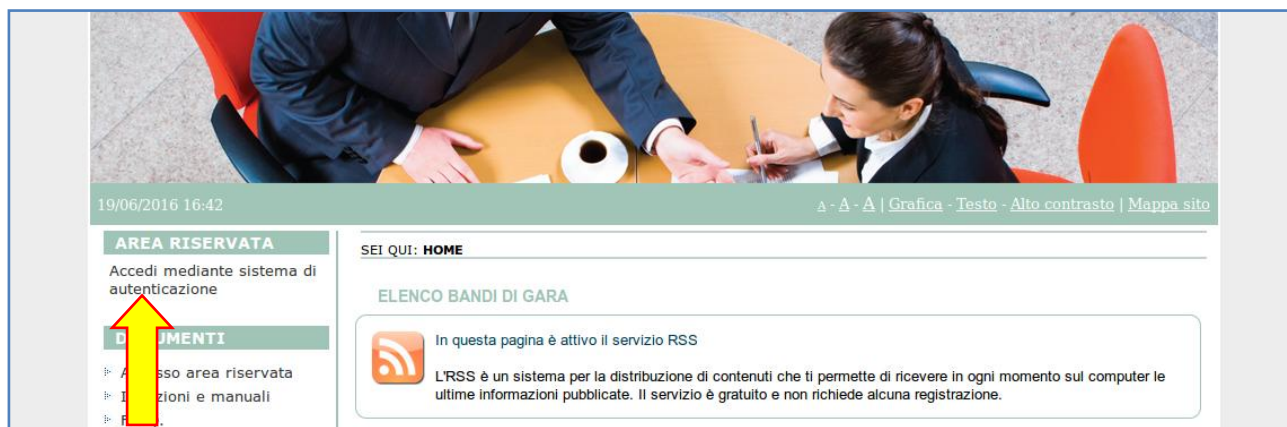 19/06/2016 16:42
A - A - A | Grafica - Testo - Alto contrasto | Mappa sito
AREA RISERVATA
Accedi mediante sistema di
autenticazione
SEI QUI: HOME
ELENCO BANDI DI GARA
In questa pagina è attivo il servizio RSS
L'RSS è un sistema per la distribuzione di contenuti che ti permette di ricevere in ogni momento sul computer le
ultime informazioni pubblicate. Il servizio è gratuito e non richiede alcuna registrazione.
area riservata
e manuali